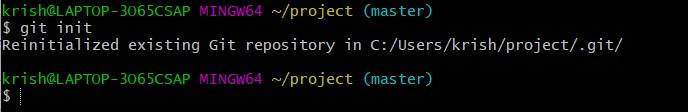 krish@LAPTOP-3O65CSAP MINGW64 ~/project (master)
$ git init
Reinitialized existing Git repository in C:/Users/krish/project/.git/
krish@LAPTOP-3O65CSAP MINGW64 ~/project (master)
$